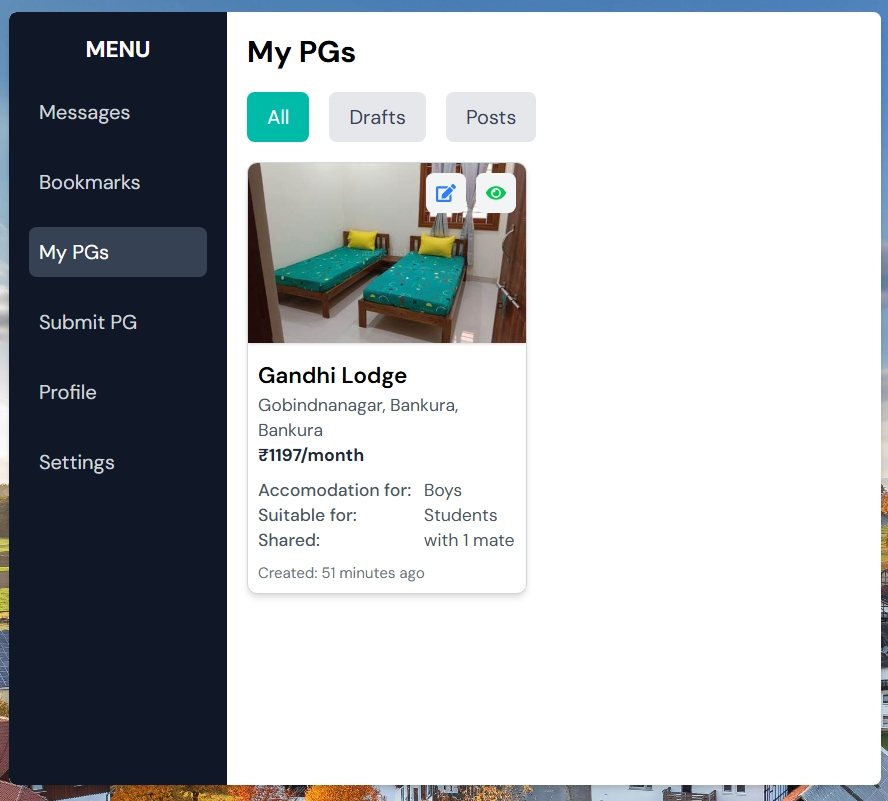 MENU
Messages
Bookmarks
My PGs
Submit PG
Profile
Settings
My PGs
All
Drafts
Posts
Gandhi Lodge
Gobindnanagar, Bankura,
Bankura
₹1197/month
Accomodation for: Boys
Suitable for: Students
Shared: with 1 mate
Created: 51 minutes ago